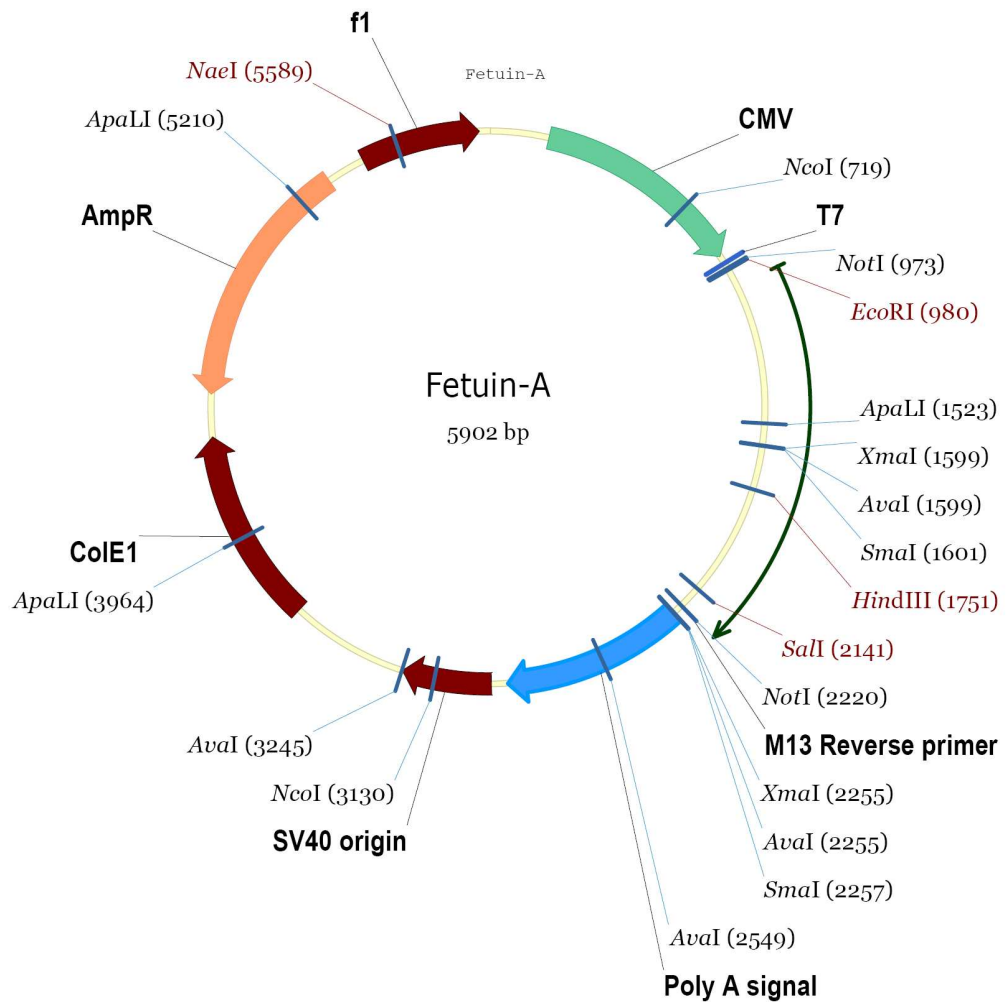 f1
Fetuin-A
NaeI (5589)
ApaLI (5210)
CMV
NcoI (719)
AmpR
T7
NotI (973)
EcoRI (980)
Fetuin-A
5902 bp
ApaLI (1523)
XmaI (1599)
AvaI (1599)
SmaI (1601)
ColE1
ApaLI (3964)
HindIII (1751)
SalI (2141)
NotI (2220)
AvaI (3245)
M13 Reverse primer
NcoI (3130)
XmaI (2255)
SV40 origin
AvaI (2255)
SmaI (2257)
AvaI (2549)
Poly A signal